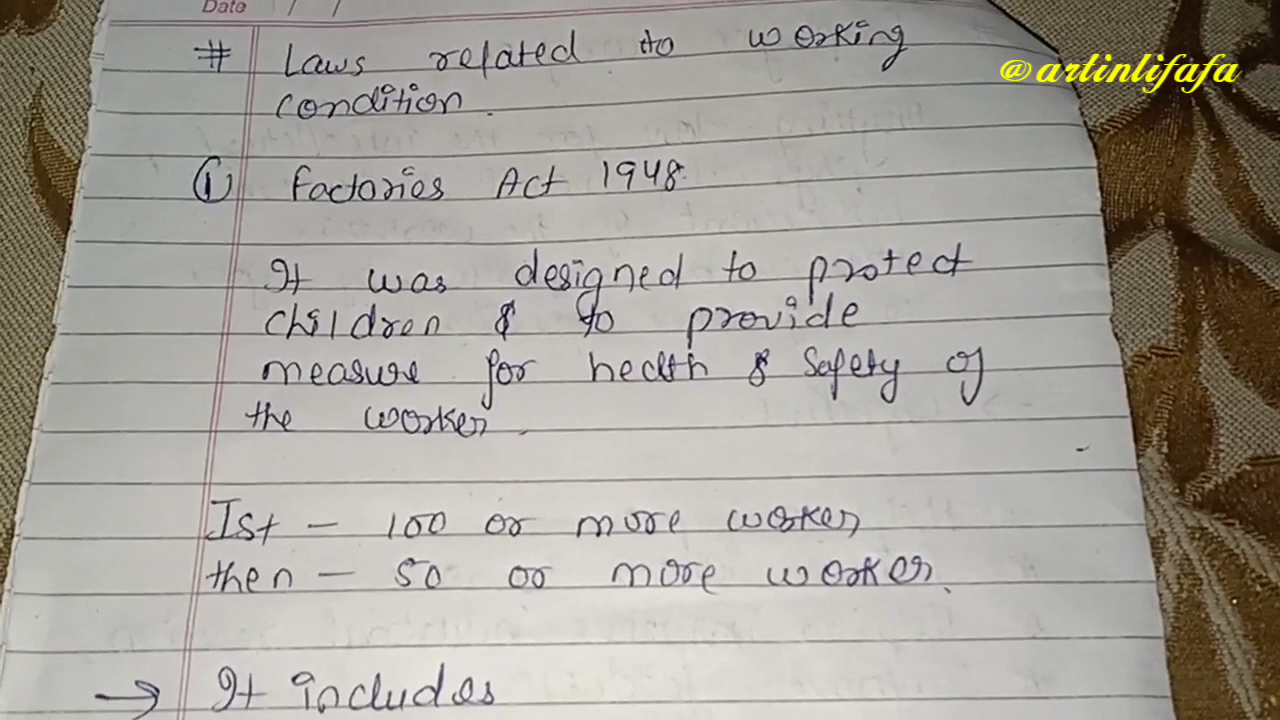 Date / /
# Laws related to working
condition.
① Factories Act 1948.
It was designed to protect
children & to provide
measure for health & safety of
the worker.
Ist - 100 or more worker,
then - 50 or more worker.
→ It includes
@artinlifafa